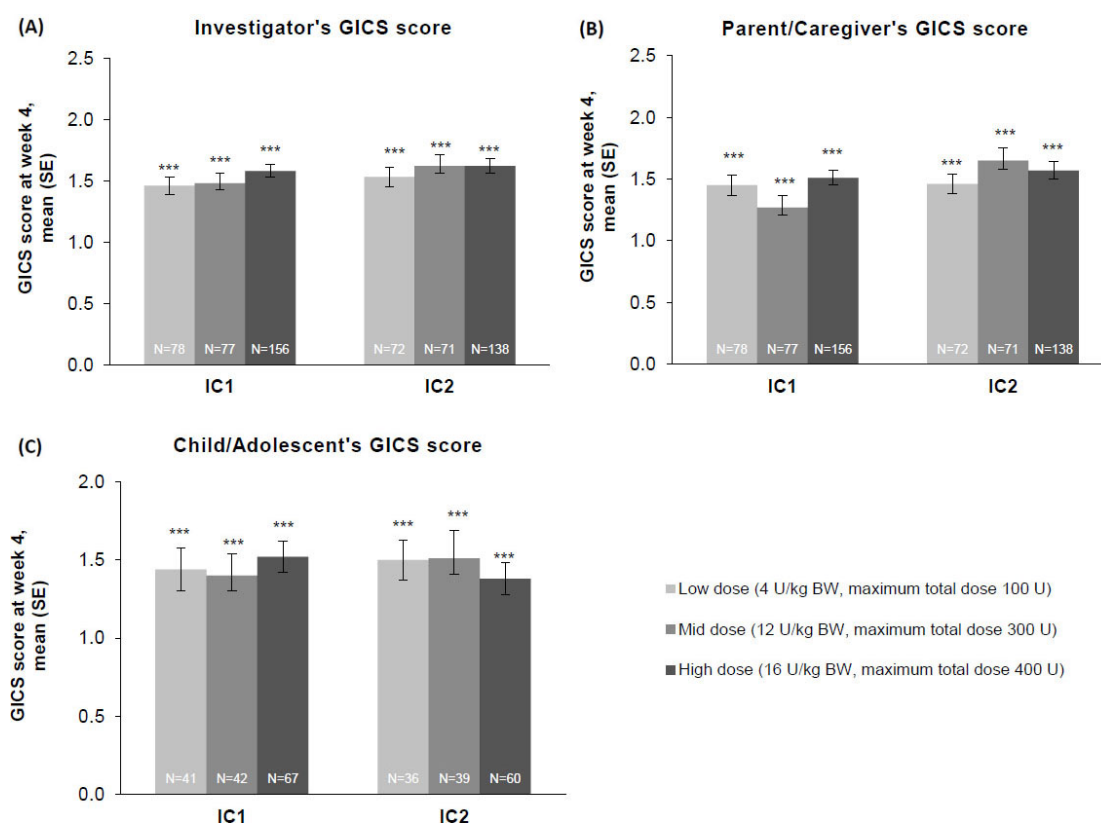 (A)
Investigator's GICS score
GICS score at week 4,
mean (SE)
2.5
2.0
1.5
1.0
0.5
0.0
*** *** *** *** *** ***
N=78 N=77 N=156 N=72 N=71 N=138
IC1 IC2
(B)
Parent/Caregiver's GICS score
GICS score at week 4,
mean (SE)
2.5
2.0
1.5
1.0
0.5
0.0
*** *** *** *** *** ***
N=78 N=77 N=156 N=72 N=71 N=138
IC1 IC2
(C)
Child/Adolescent's GICS score
GICS score at week 4,
mean (SE)
2.0
1.5
1.0
0.5
0.0
*** *** *** *** *** ***
N=41 N=42 N=67 N=36 N=39 N=60
IC1 IC2
Low dose (4 U/kg BW, maximum total dose 100 U)
Mid dose (12 U/kg BW, maximum total dose 300 U)
High dose (16 U/kg BW, maximum total dose 400 U)